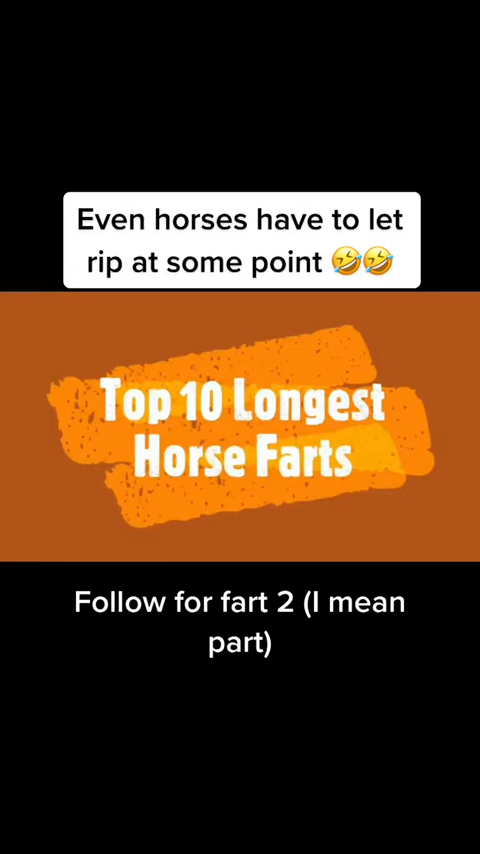 Even horses have to let
rip at some point 🤣🤣
Top 10 Longest
Horse Farts
Follow for fart 2 (I mean
part)